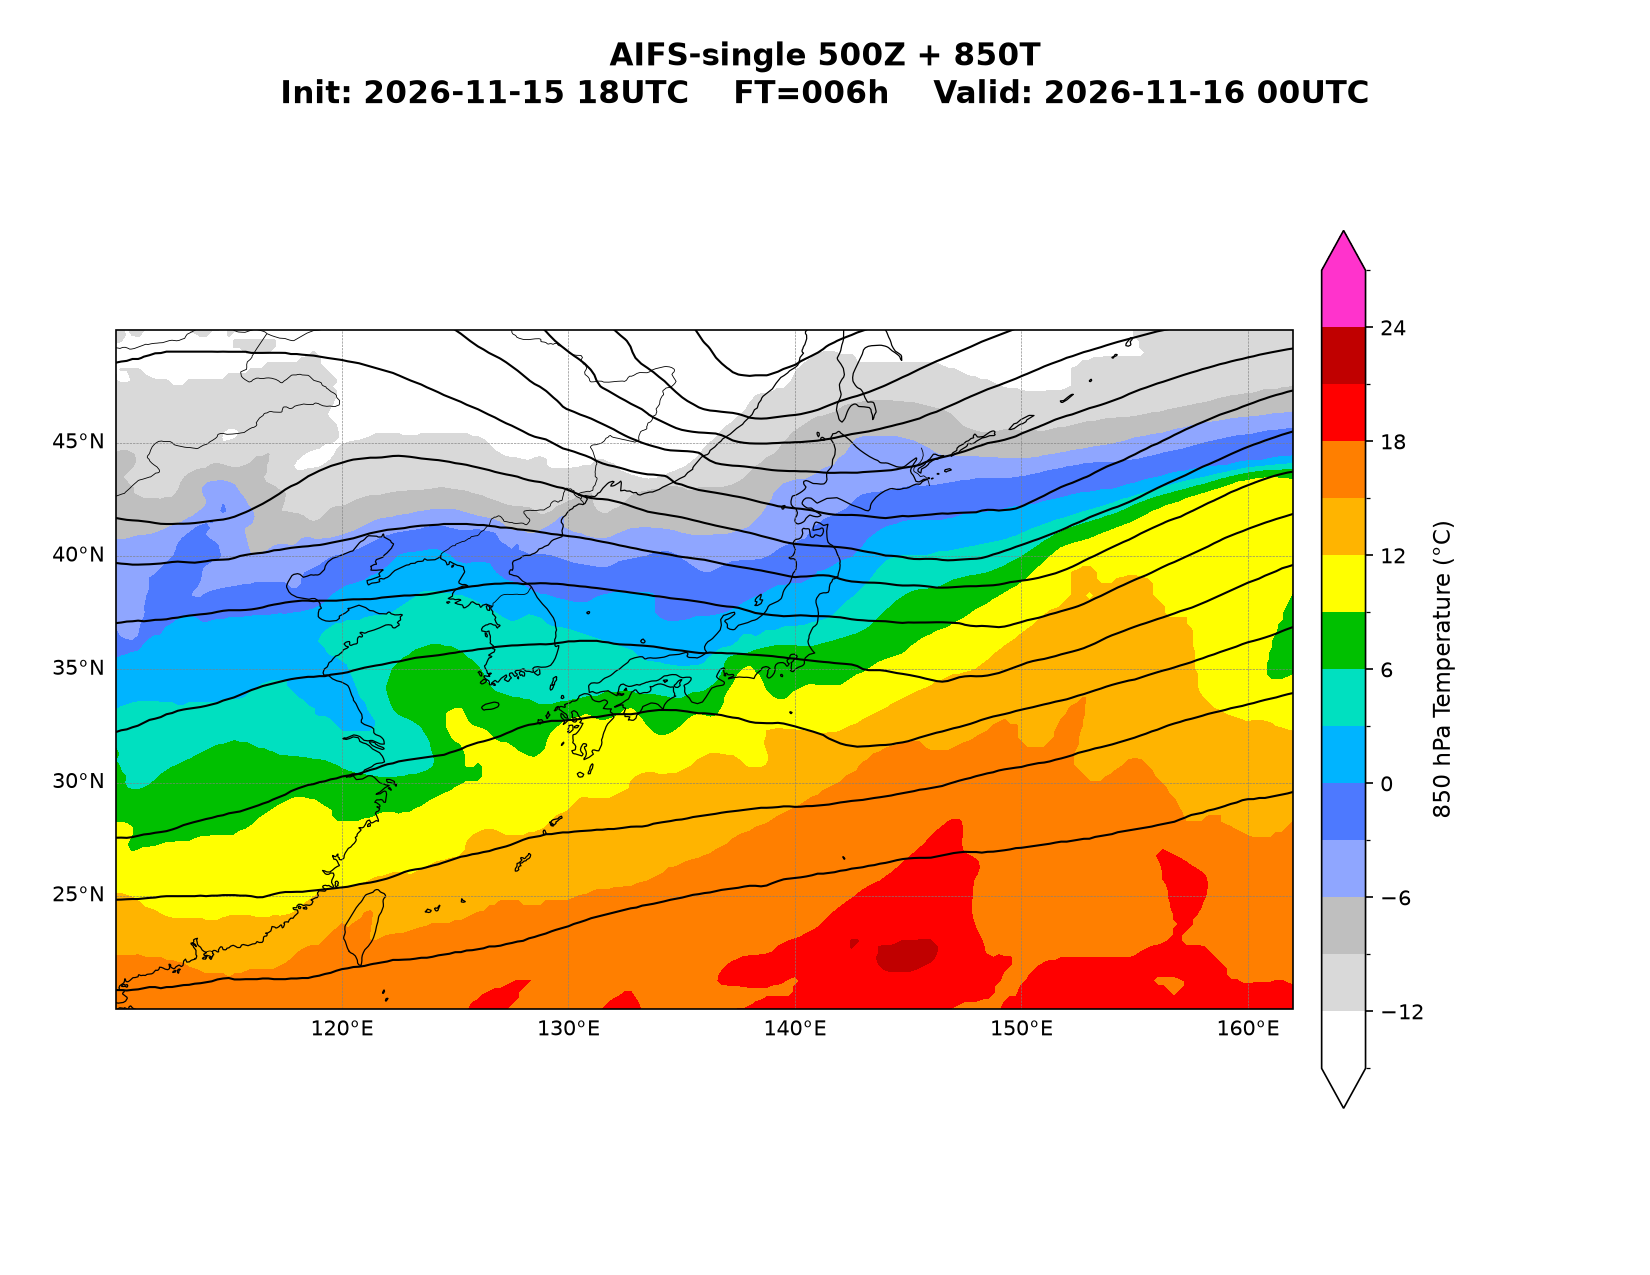 AIFS-single 500Z + 850T
Init: 2026-11-15 18UTC    FT=006h    Valid: 2026-11-16 00UTC
45°N
40°N
35°N
30°N
25°N
120°E
130°E
140°E
150°E
160°E
24
18
12
6
0
−6
−12
850 hPa Temperature (°C)